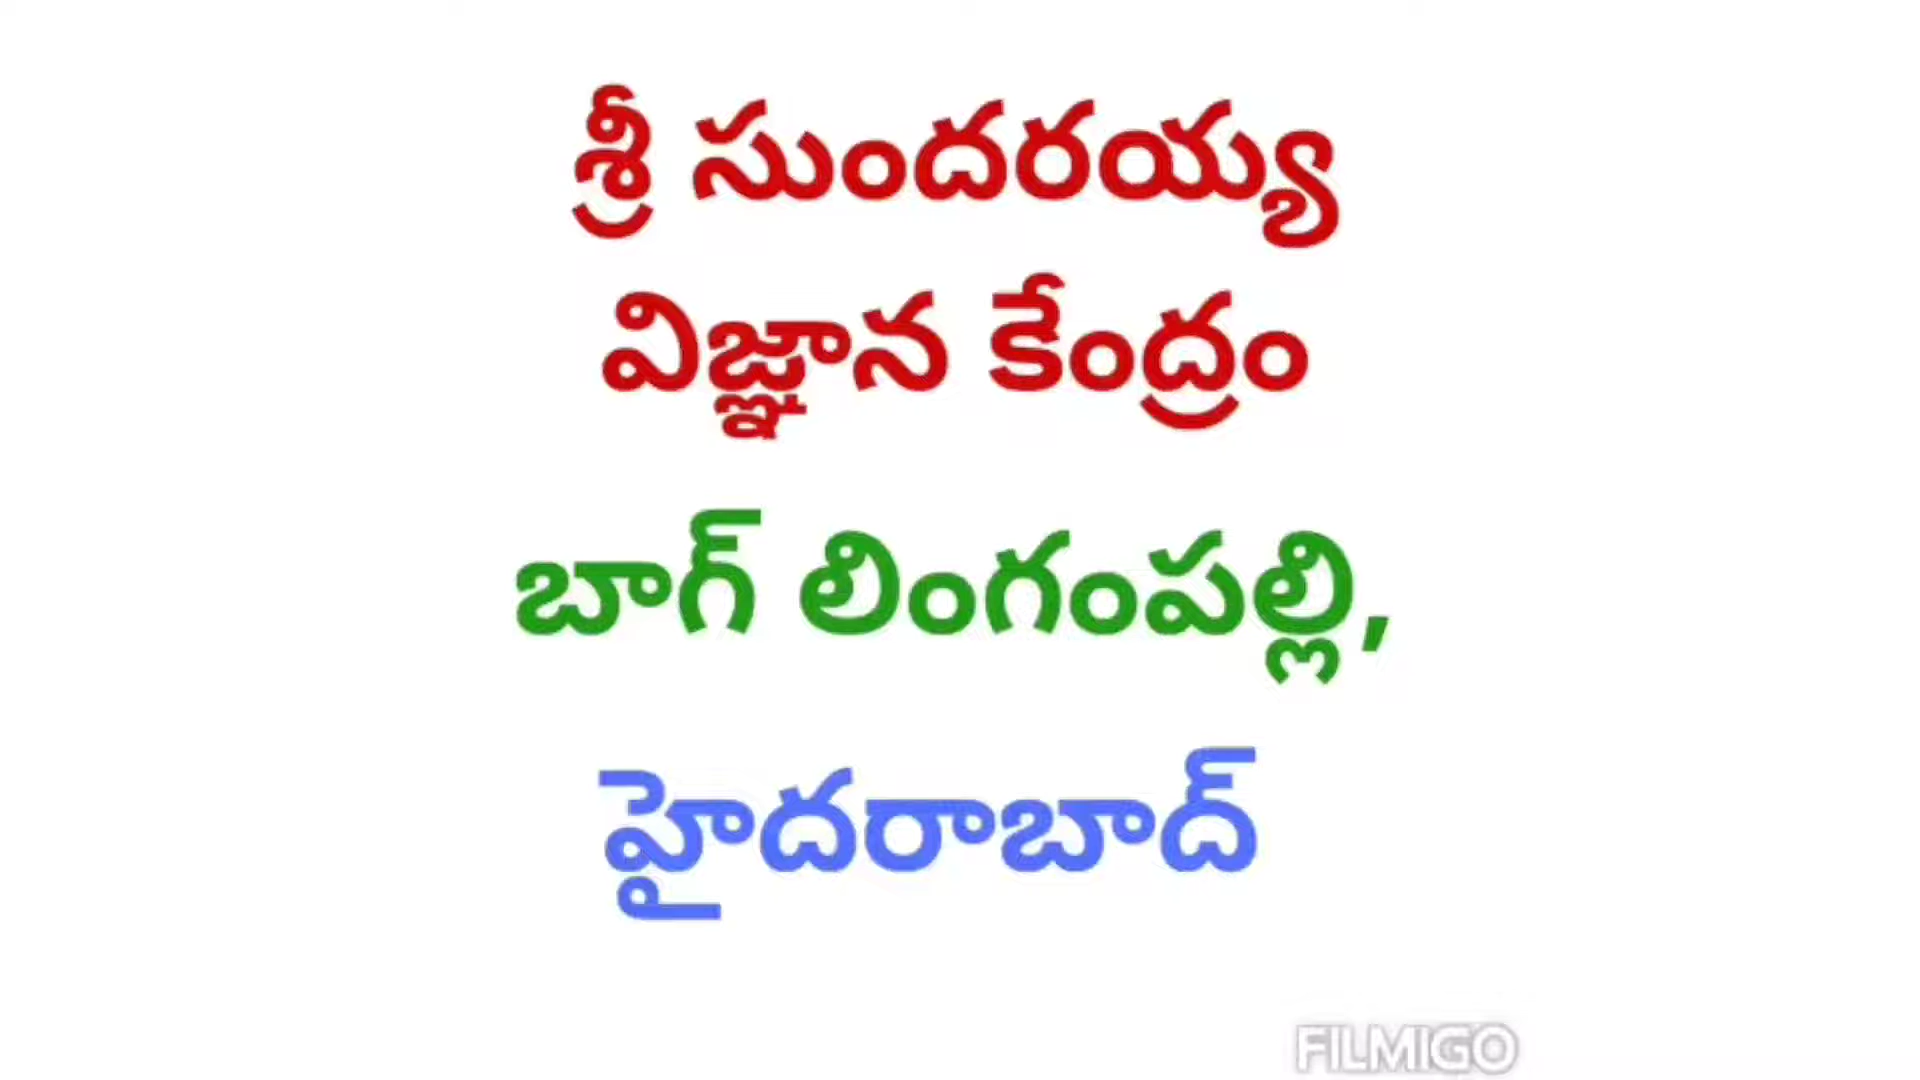 శ్రీ సుందరయ్య
విజ్ఞాన కేంద్రం
బాగ్ లింగంపల్లి,
హైదరాబాద్
FILMIGO